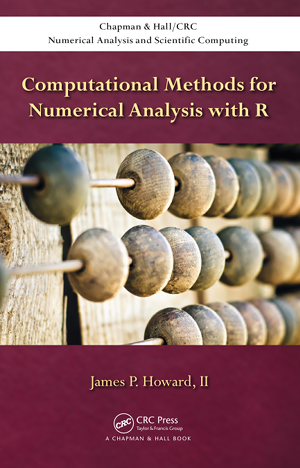 Chapman & Hall/CRC
Numerical Analysis and Scientific Computing
Computational Methods for
Numerical Analysis with R
James P. Howard, II
CRC
CRC Press
Taylor & Francis Group
A CHAPMAN & HALL BOOK